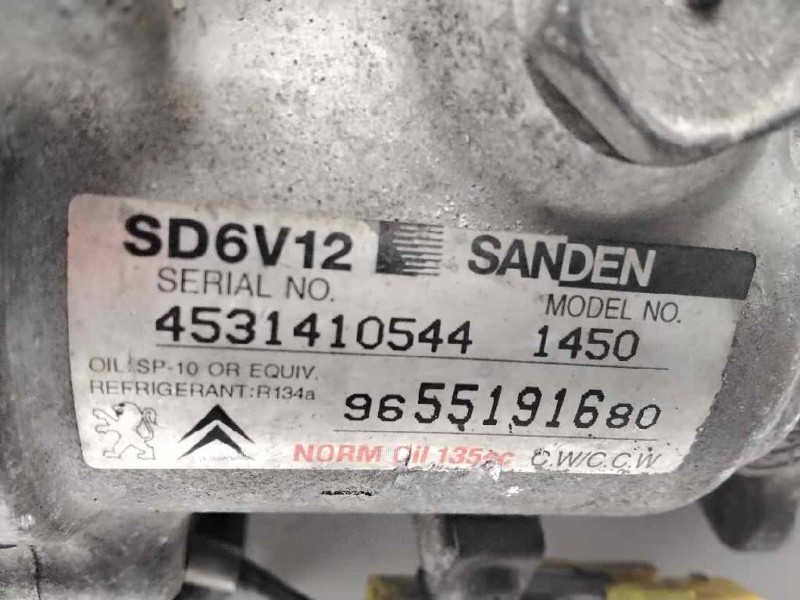 SD6V12 SANDEN
SERIAL NO. MODEL NO.
4531410544 1450
OIL:SP-10 OR EQUIV.
REFRIGERANT:R134a
9655191680
NORM Oil 135cc C.W/C.C.W